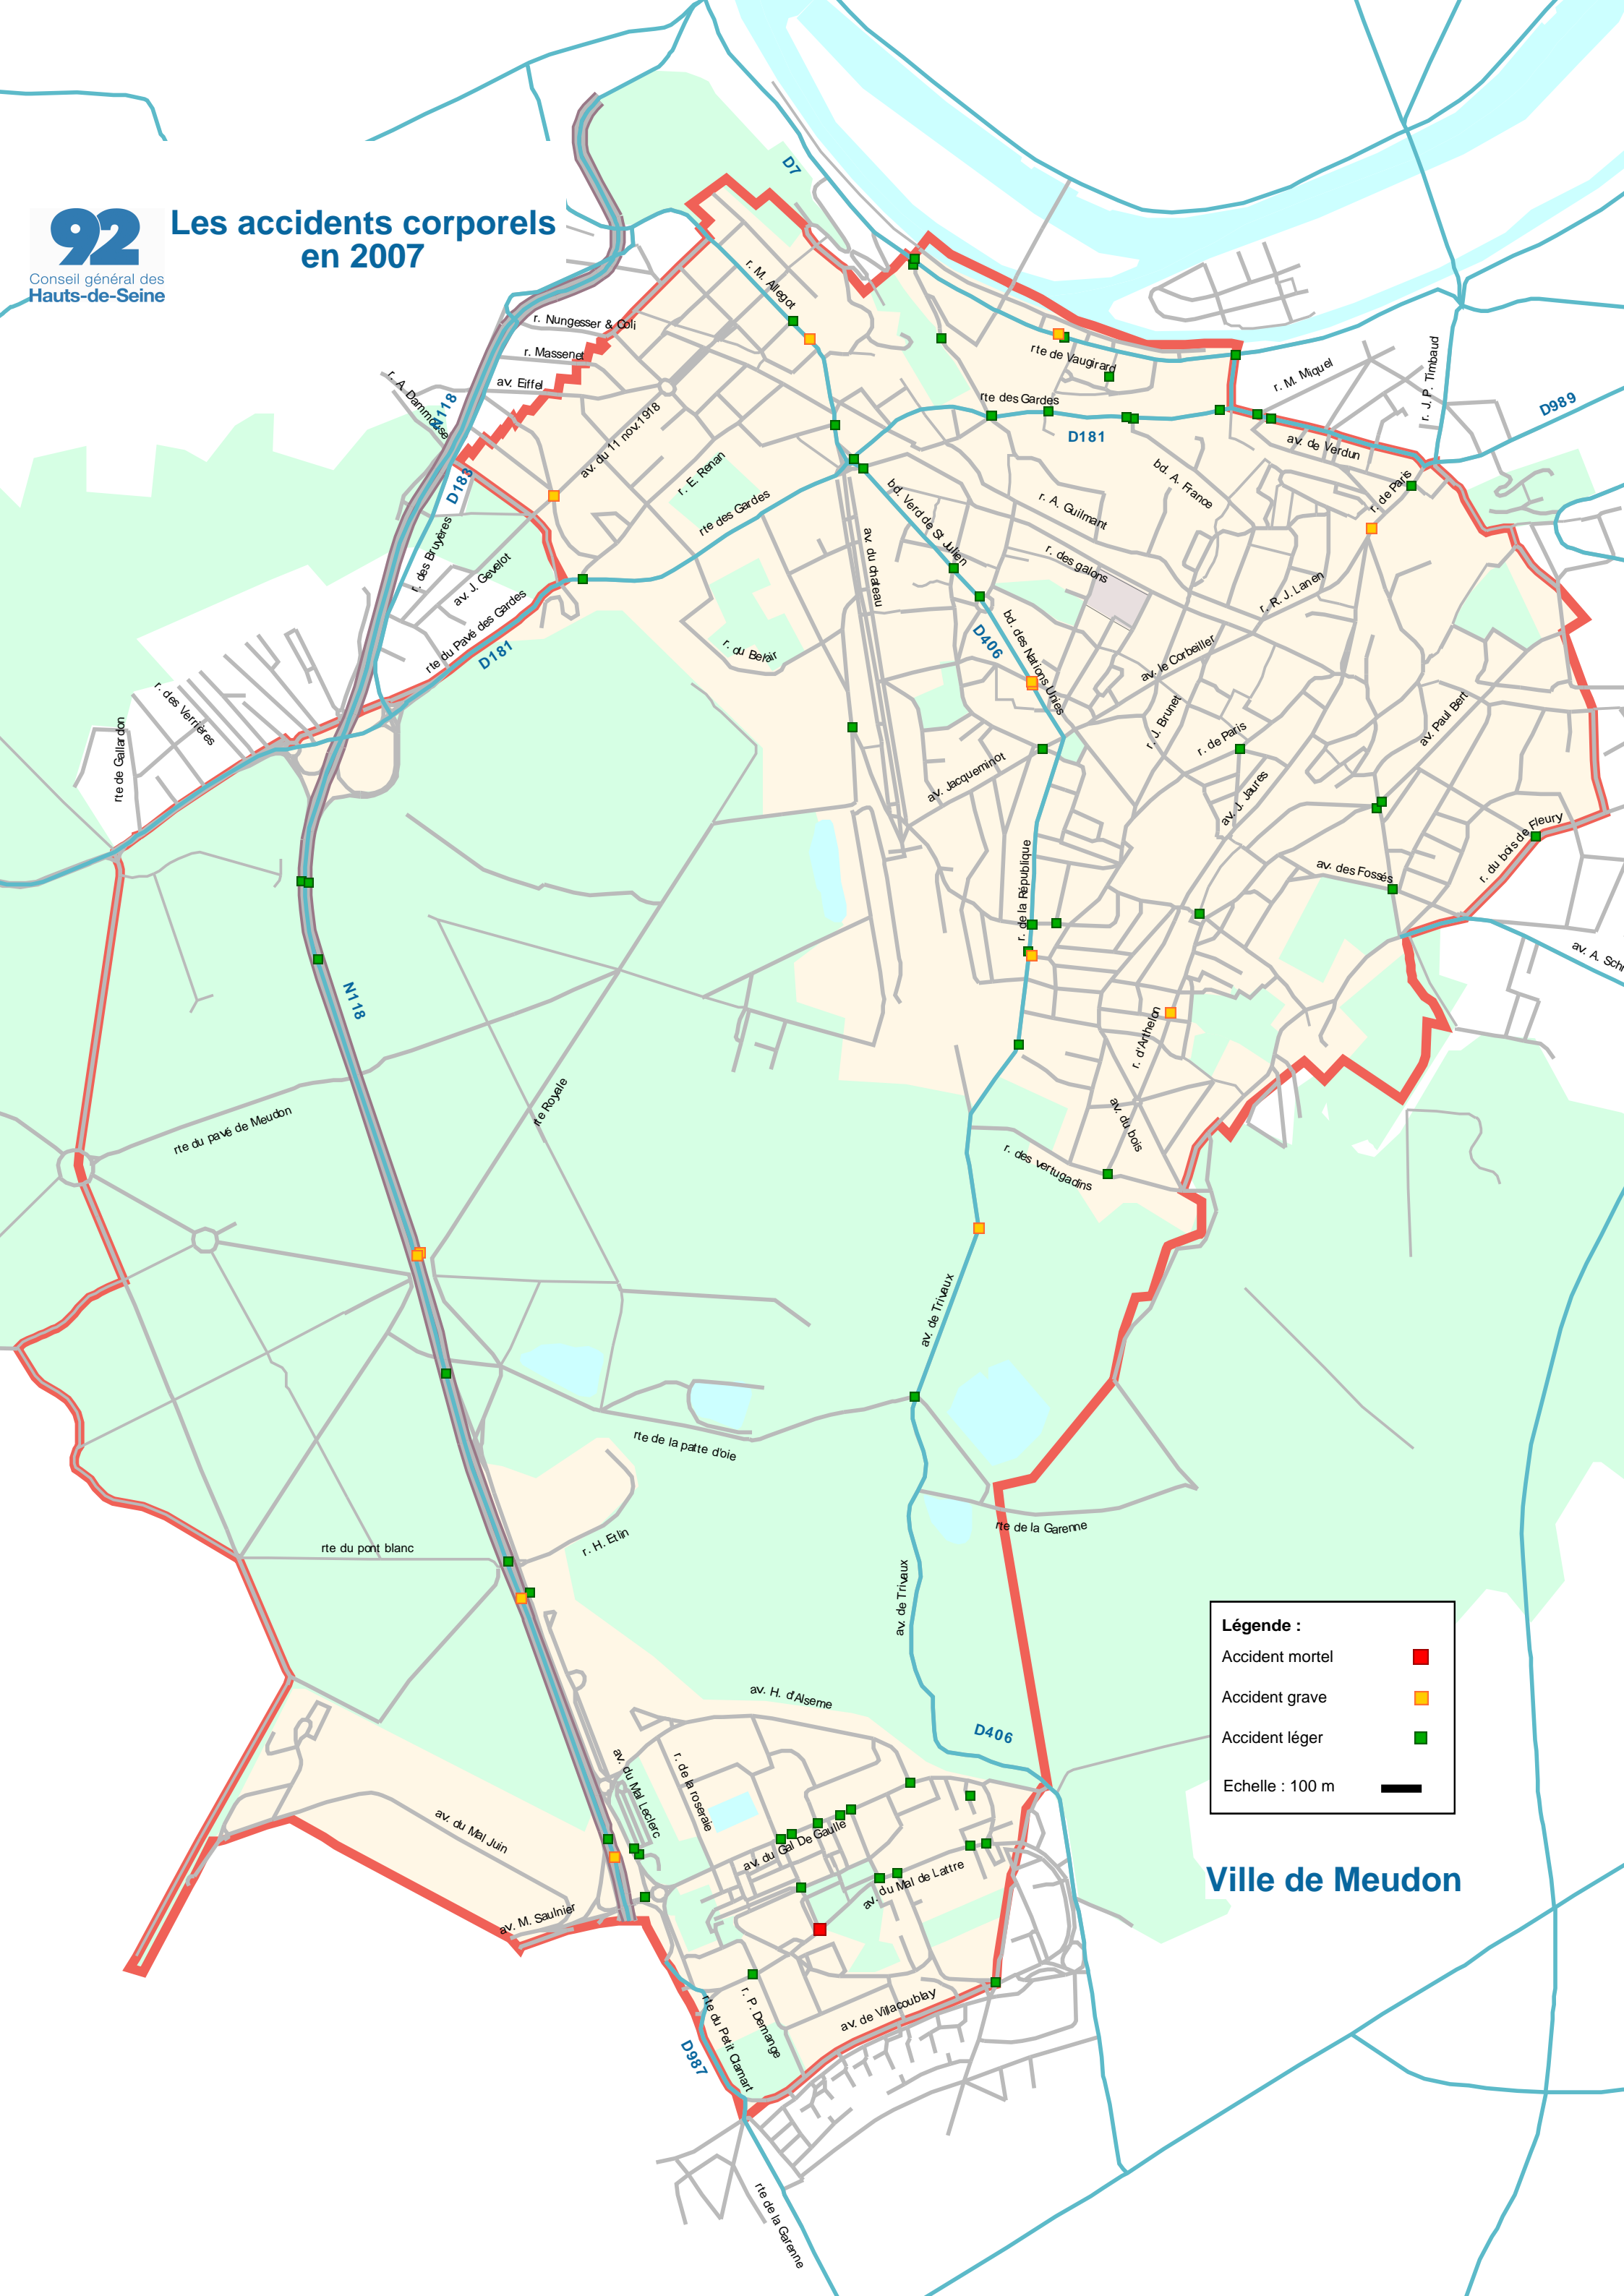 92
Conseil général des
Hauts-de-Seine
Les accidents corporels
en 2007
D7
r. M. Allegot
r. Nungesser & Coli
r. Massenet
av. Eiffel
r. A. Dammouse
N118
D183
av. du 11 nov.1918
r. E. Renan
rte des Gardes
r. des Bruyères
av. J. Gevelot
rte du Pavé des Gardes
D181
r. des Verrières
rte de Gallardon
rte de Vaugirard
rte des Gardes
D181
r. M. Miquel
r. J. P. Timbaud
D989
av. de Verdun
r. de Paris
bd. A. France
r. A. Guilmant
bd. Verd de St Julien
av. du chateau
r. des galons
r. R. J. Lanen
bd. des Nations Unies
D406
r. du Bel air
av. le Corbeiller
r. J. Brunet
r. de Paris
av. Paul Bert
av. Jacqueminot
av. J. Jaures
r. de la République
av. des Fossés
r. du bois de Fleury
av. A. Schn
N118
r. d'Arthelon
rte Royale
rte du pavé de Meudon
av. du bois
r. des vertugadins
av. de Trivaux
rte de la patte d'oie
rte de la Garenne
rte du pont blanc
r. H. Etlin
av. de Trivaux
Légende :
Accident mortel
Accident grave
Accident léger
Echelle : 100 m
av. H. d'Alseme
D406
av. du Mal Leclerc
r. de la roseraie
av. du Mal Juin
av. du Gal De Gaulle
av. du Mal de Lattre
Ville de Meudon
av. M. Saulnier
r. P. Demange
rte du Petit Clamart
av. de Villacoublay
D987
rte de la Garenne